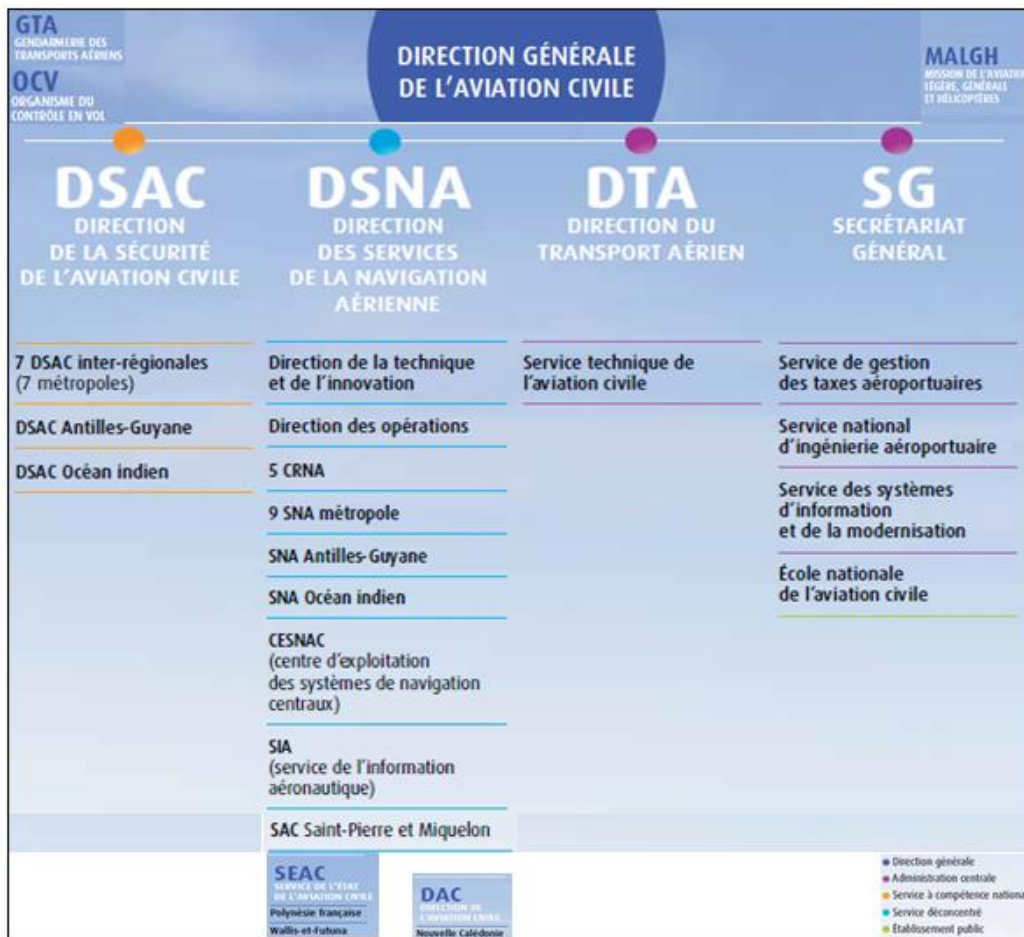 GTA
GENDARMERIE DES
TRANSPORTS AÉRIENS
OCV
ORGANISME DU
CONTRÔLE EN VOL
DIRECTION GÉNÉRALE
DE L'AVIATION CIVILE
MALGH
MISSION DE L'AVIATION
LÉGÈRE, GÉNÉRALE
ET HÉLICOPTÈRES
DSAC
DIRECTION
DE LA SÉCURITÉ
DE L'AVIATION CIVILE
7 DSAC inter-régionales
(7 métropoles)
DSAC Antilles-Guyane
DSAC Océan indien
DSNA
DIRECTION
DES SERVICES
DE LA NAVIGATION
AÉRIENNE
Direction de la technique
et de l'innovation
Direction des opérations
5 CRNA
9 SNA métropole
SNA Antilles-Guyane
SNA Océan indien
CESNAC
(centre d'exploitation
des systèmes de navigation
centraux)
SIA
(service de l'information
aéronautique)
SAC Saint-Pierre et Miquelon
DTA
DIRECTION DU
TRANSPORT AÉRIEN
Service technique de
l'aviation civile
SG
SECRÉTARIAT
GÉNÉRAL
Service de gestion
des taxes aéroportuaires
Service national
d'ingénierie aéroportuaire
Service des systèmes
d'information
et de la modernisation
École nationale
de l'aviation civile
SEAC
SERVICE DE L'ÉTAT
DE L'AVIATION CIVILE
Polynésie française
Wallis-et-Futuna
DAC
DIRECTION DE
L'AVIATION CIVILE
Nouvelle Calédonie
Direction générale
Administration centrale
Service à compétence nationa
Service déconcentré
Établissement public